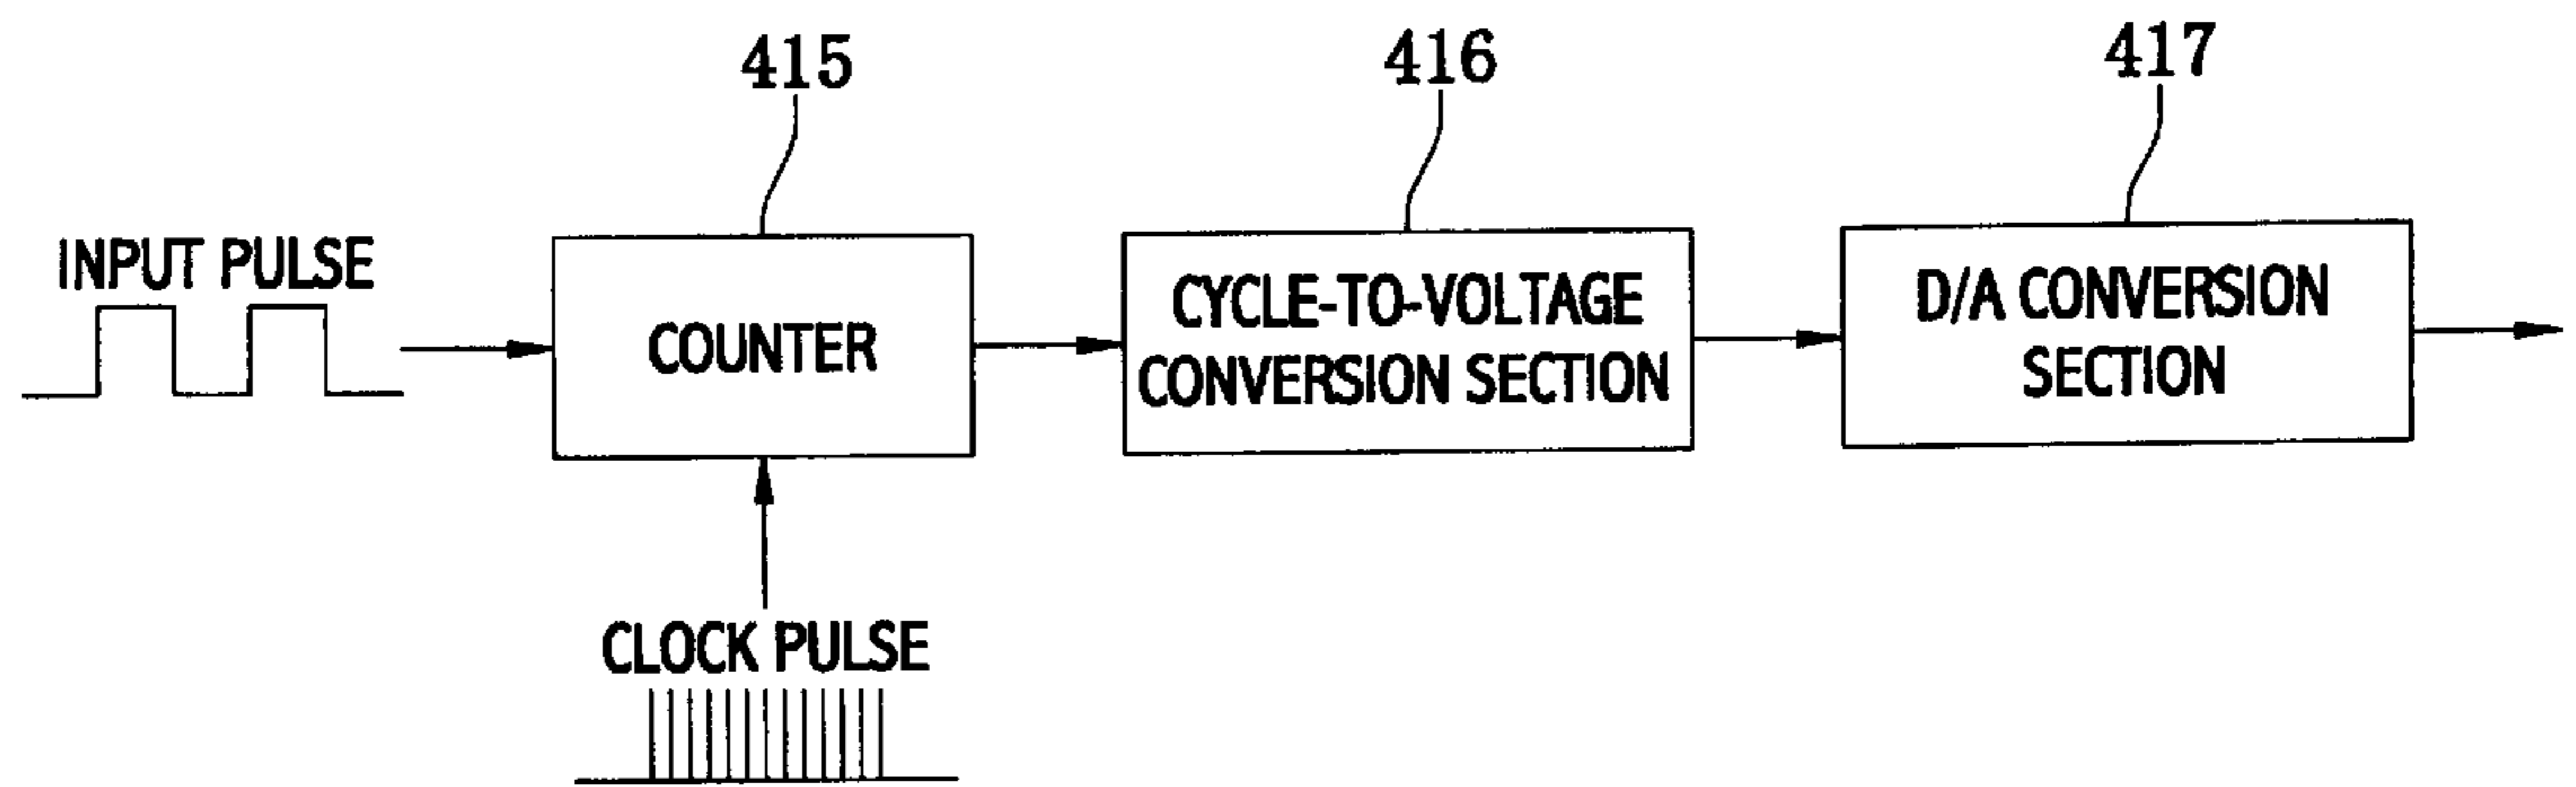 415
416
417
INPUT PULSE
COUNTER
CYCLE-TO-VOLTAGE
CONVERSION SECTION
D/A CONVERSION
SECTION
CLOCK PULSE